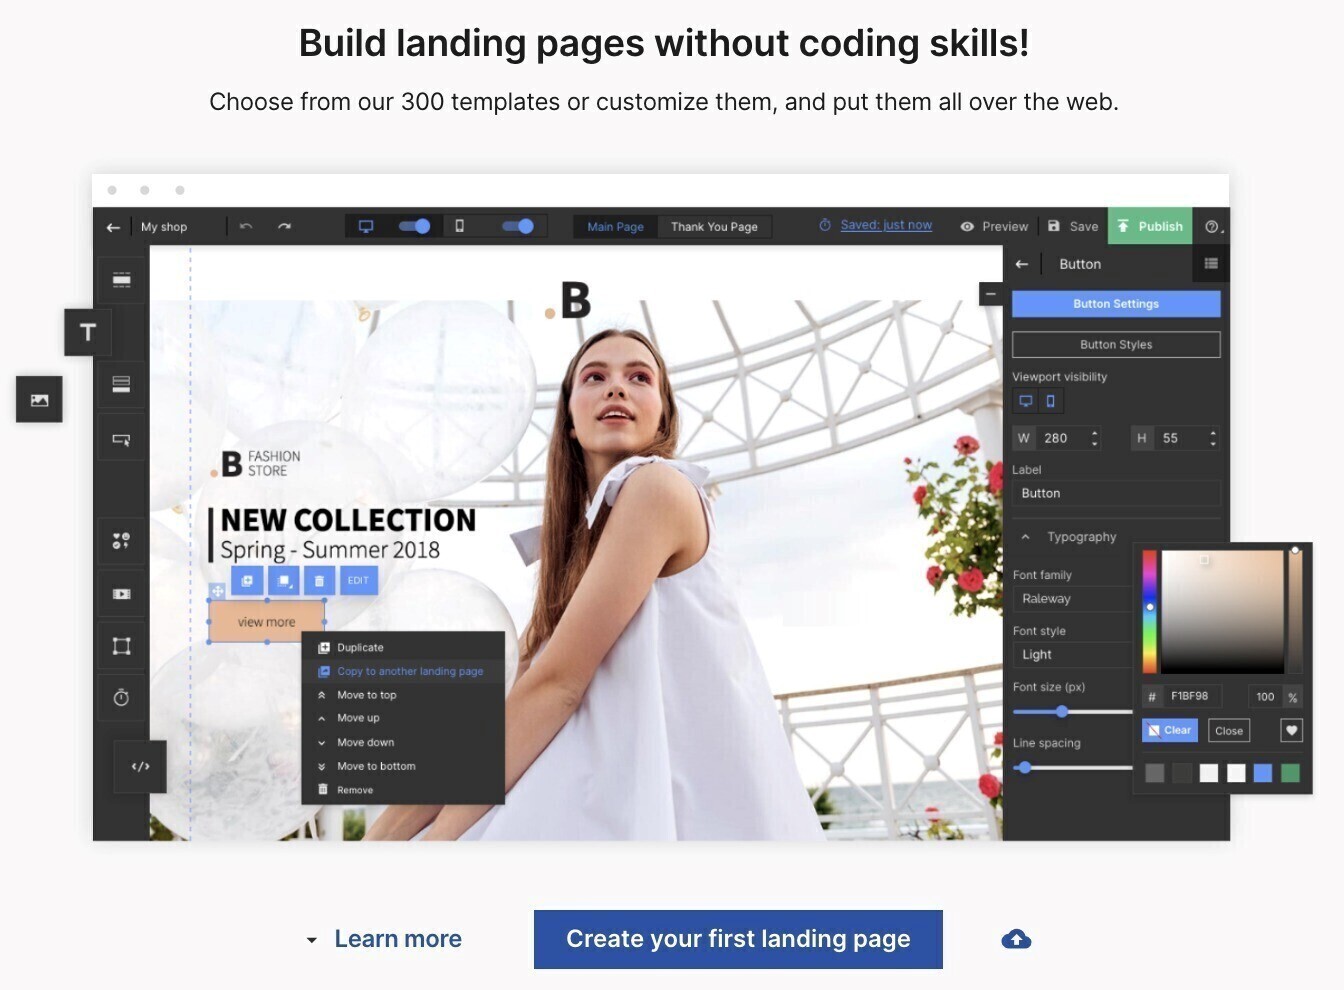 Build landing pages without coding skills!
Choose from our 300 templates or customize them, and put them all over the web.
My shop
Main Page
Thank You Page
Saved: just now
Preview
Save
Publish
Button
Button Settings
Button Styles
Viewport visibility
W 280
H 55
Label
Button
Typography
Font family
Raleway
Font style
Light
Font size (px)
Line spacing
# F1BF98 100 %
Clear
Close
T
</>
.B
.B FASHION
STORE
NEW COLLECTION
Spring - Summer 2018
EDIT
view more
Duplicate
Copy to another landing page
Move to top
Move up
Move down
Move to bottom
Remove
Learn more
Create your first landing page